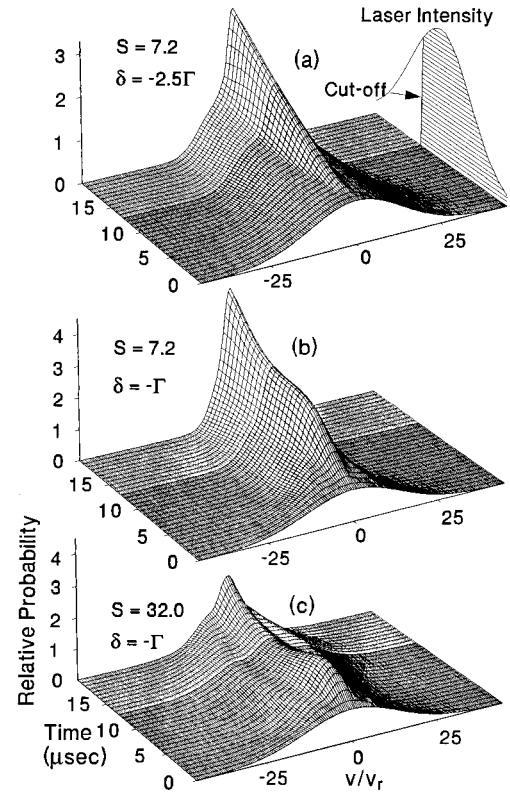 Laser Intensity
3
2
1
0
S = 7.2
δ = -2.5Γ
(a)
Cut-off
15
10
5
0
-25
0
25
4
3
2
1
0
S = 7.2
δ = -Γ
(b)
15
10
5
0
-25
0
25
Relative Probability
4
3
2
1
0
S = 32.0
δ = -Γ
(c)
15
10
5
0
Time
(μsec)
-25
0
25
v/vᵣ